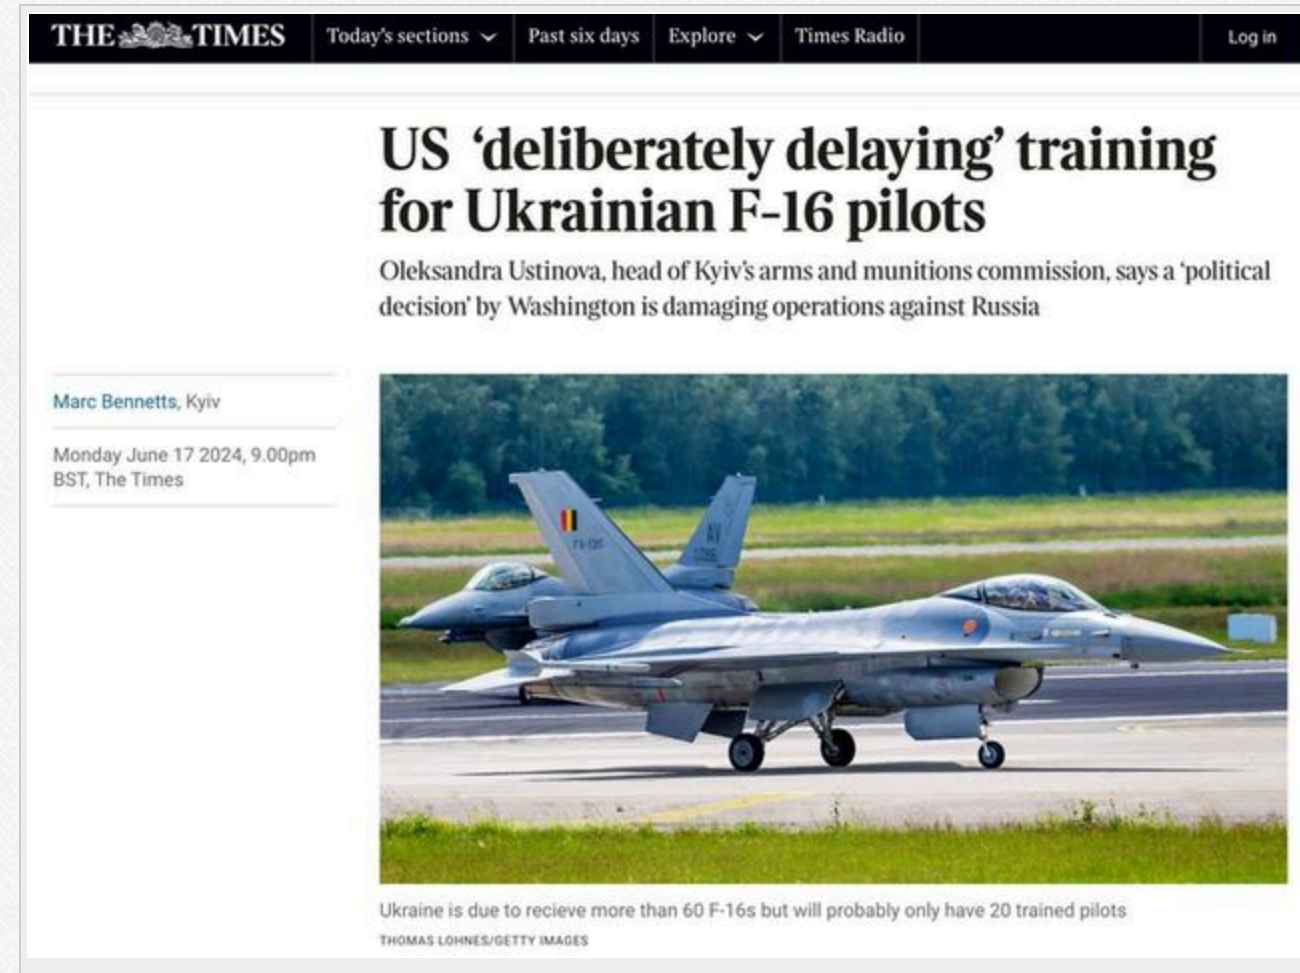 THE TIMES
Today's sections
Past six days
Explore
Times Radio
Log in
US ‘deliberately delaying’ training
for Ukrainian F-16 pilots
Oleksandra Ustinova, head of Kyiv's arms and munitions commission, says a ‘political
decision’ by Washington is damaging operations against Russia
Marc Bennetts, Kyiv
Monday June 17 2024, 9.00pm
BST, The Times
AV
Ukraine is due to recieve more than 60 F-16s but will probably only have 20 trained pilots
THOMAS LOHNES/GETTY IMAGES